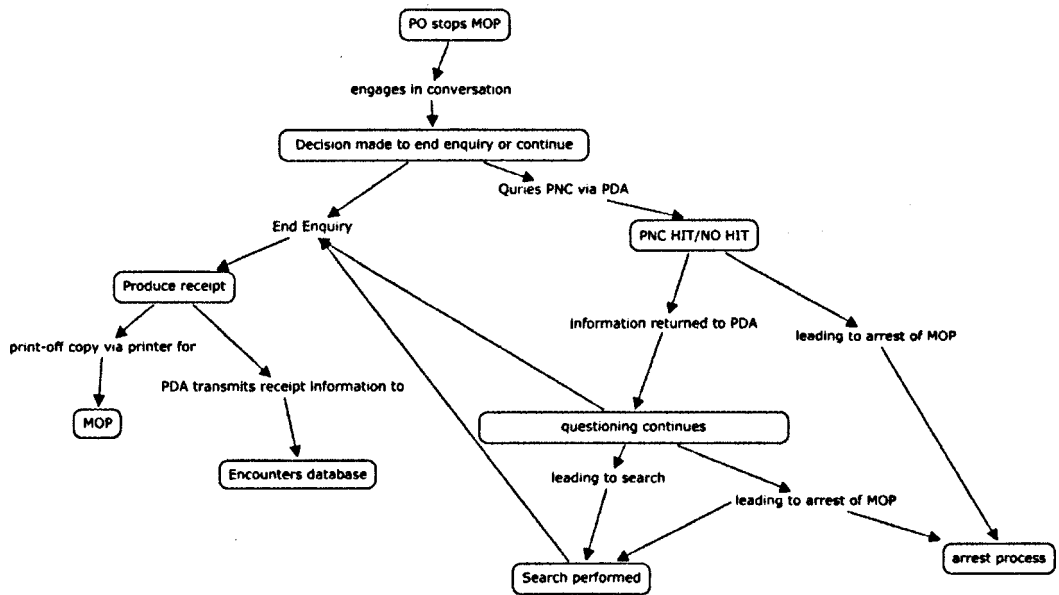 PO stops MOP
engages in conversation
Decision made to end enquiry or continue
Quries PNC via PDA
End Enquiry
PNC HIT/NO HIT
Produce receipt
information returned to PDA
leading to arrest of MOP
print-off copy via printer for
PDA transmits receipt information to
MOP
questioning continues
Encounters database
leading to search
leading to arrest of MOP
arrest process
Search performed